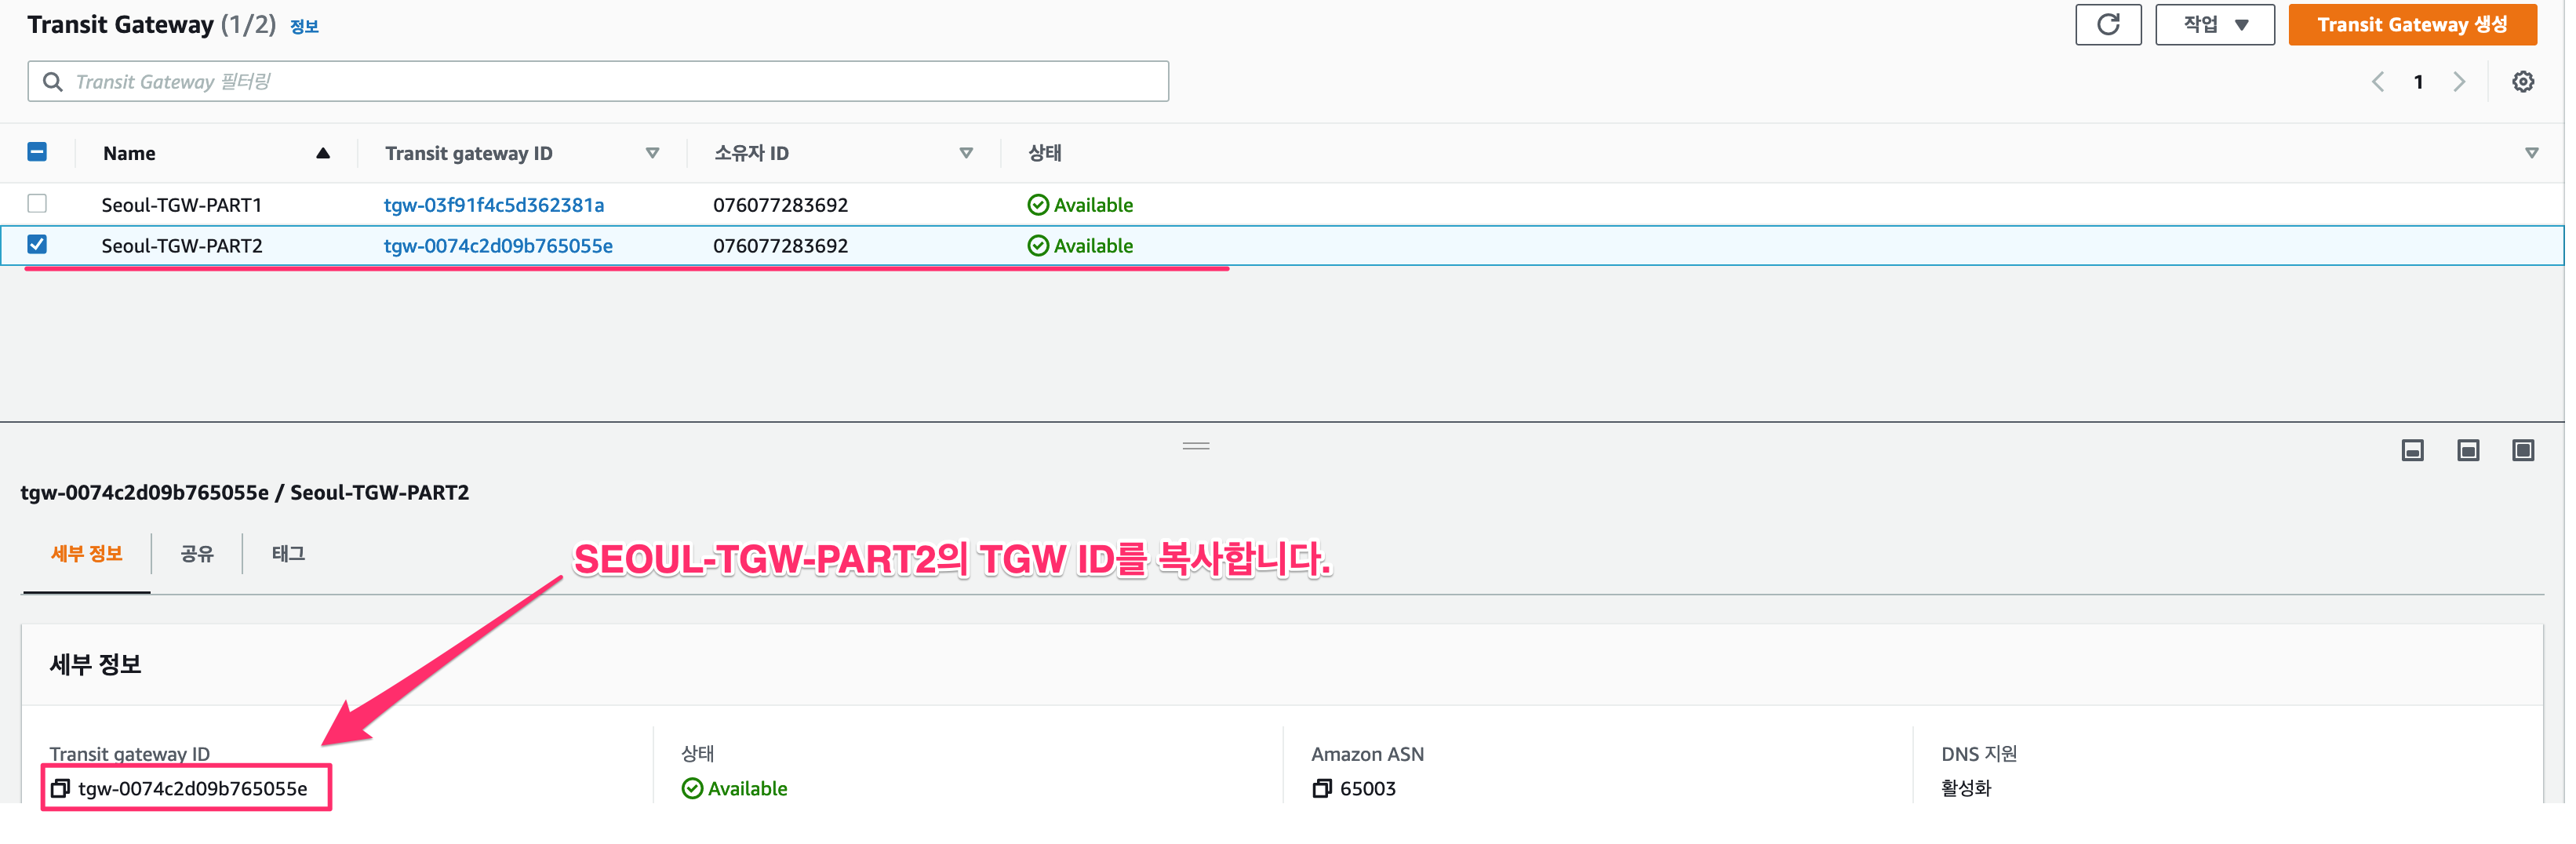 Transit Gateway (1/2) 정보
작업 Transit Gateway 생성
Transit Gateway 필터링
1
Name Transit gateway ID 소유자 ID 상태
Seoul-TGW-PART1 tgw-03f91f4c5d362381a 076077283692 Available
Seoul-TGW-PART2 tgw-0074c2d09b765055e 076077283692 Available
tgw-0074c2d09b765055e / Seoul-TGW-PART2
세부 정보 공유 태그
SEOUL-TGW-PART2의 TGW ID를 복사합니다.
세부 정보
Transit gateway ID 상태 Amazon ASN DNS 지원
tgw-0074c2d09b765055e Available 65003 활성화